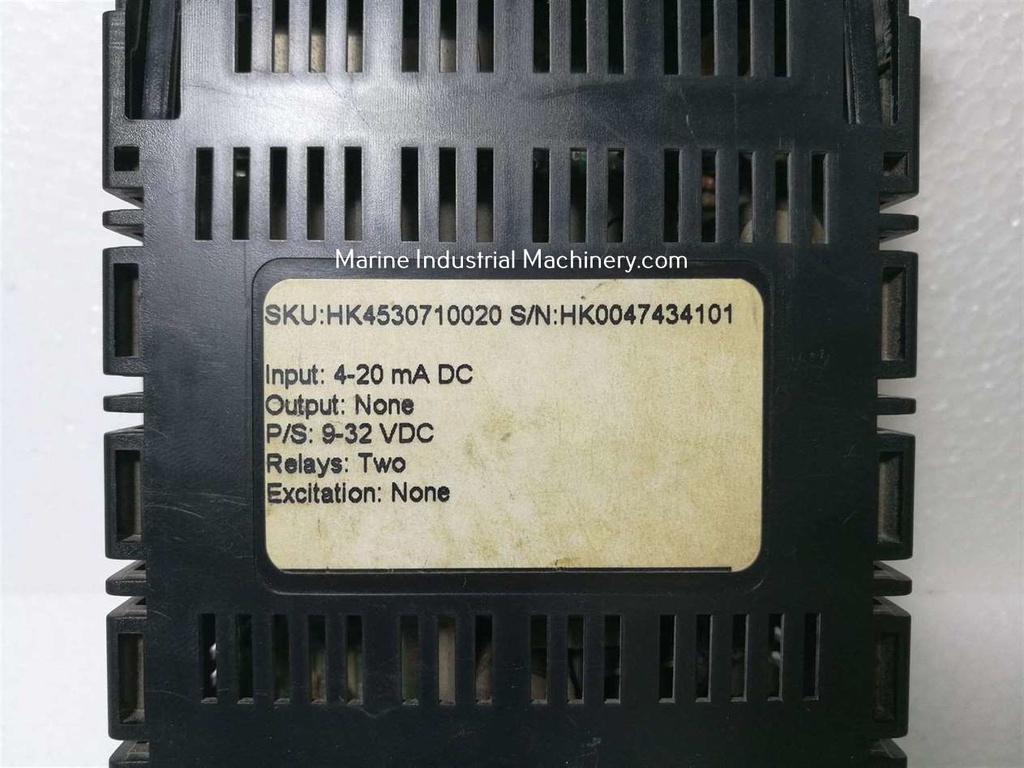 Marine Industrial Machinery.com
SKU:HK4530710020 S/N:HK0047434101
Input: 4-20 mA DC
Output: None
P/S: 9-32 VDC
Relays: Two
Excitation: None